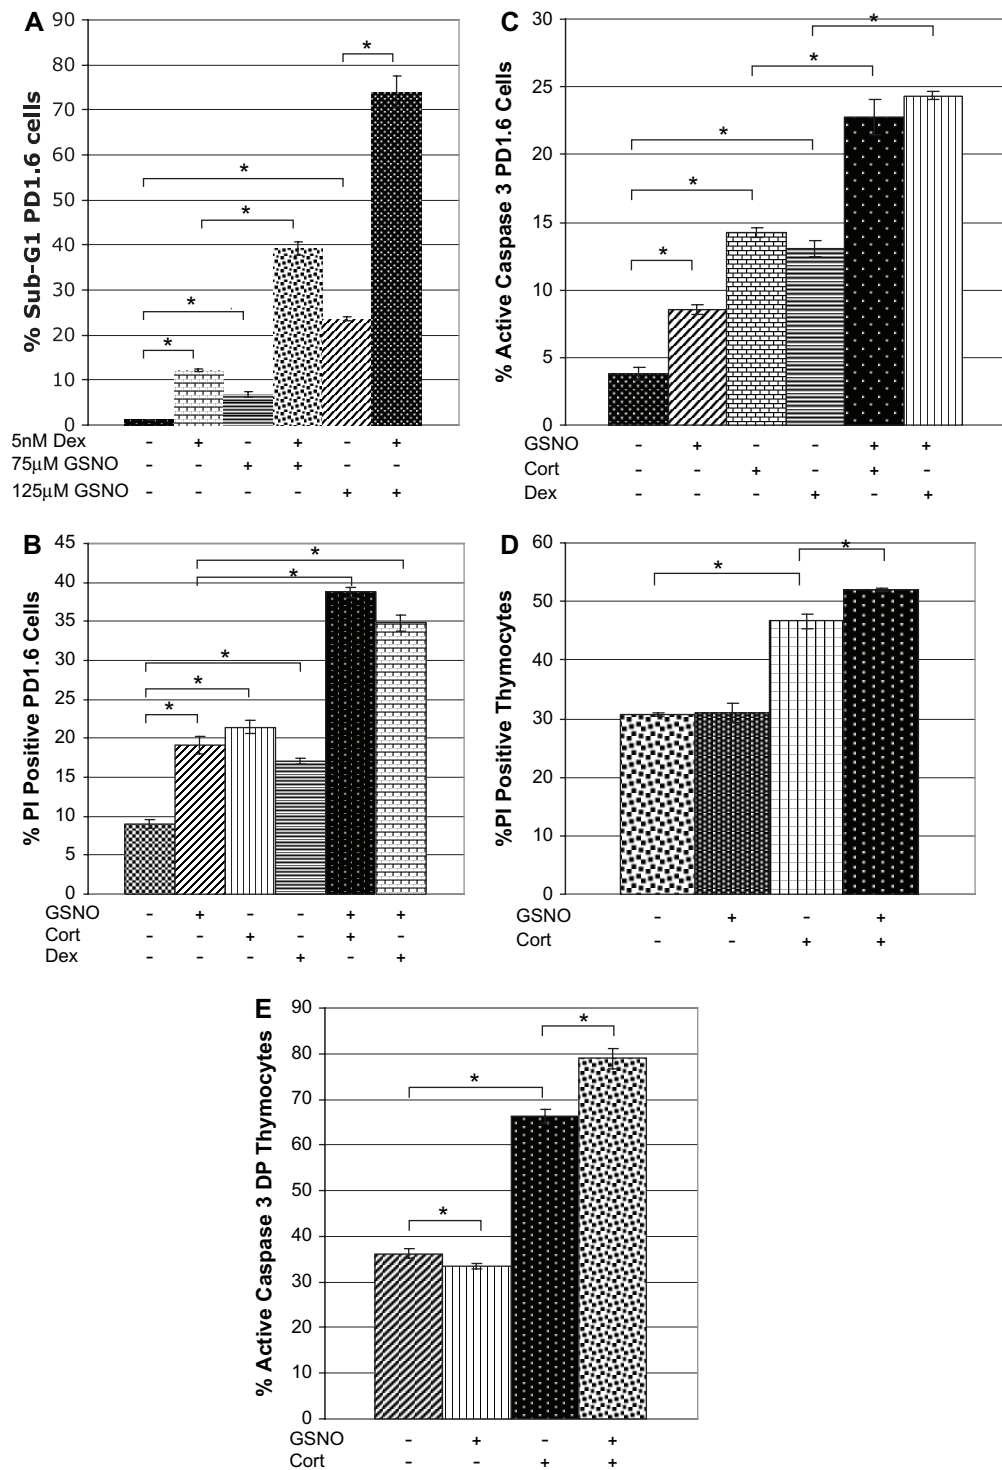 A
% Sub-G1 PD1.6 cells
90
80
70
60
50
40
30
20
10
0
* * * * *
5nM Dex - + - + - +
75µM GSNO - - + + - -
125µM GSNO - - - - + +
C
% Active Caspase 3 PD1.6 Cells
30
25
20
15
10
5
0
* * * * *
GSNO - + - - + +
Cort - - + - + -
Dex - - - + - +
B
% PI Positive PD1.6 Cells
45
40
35
30
25
20
15
10
5
0
* * * * *
GSNO - + - - + +
Cort - - + - + -
Dex - - - + - +
D
%PI Positive Thymocytes
60
50
40
30
20
10
0
* *
GSNO - + - +
Cort - - + +
E
% Active Caspase 3 DP Thymocytes
90
80
70
60
50
40
30
20
10
0
* * *
GSNO - + - +
Cort - - + +